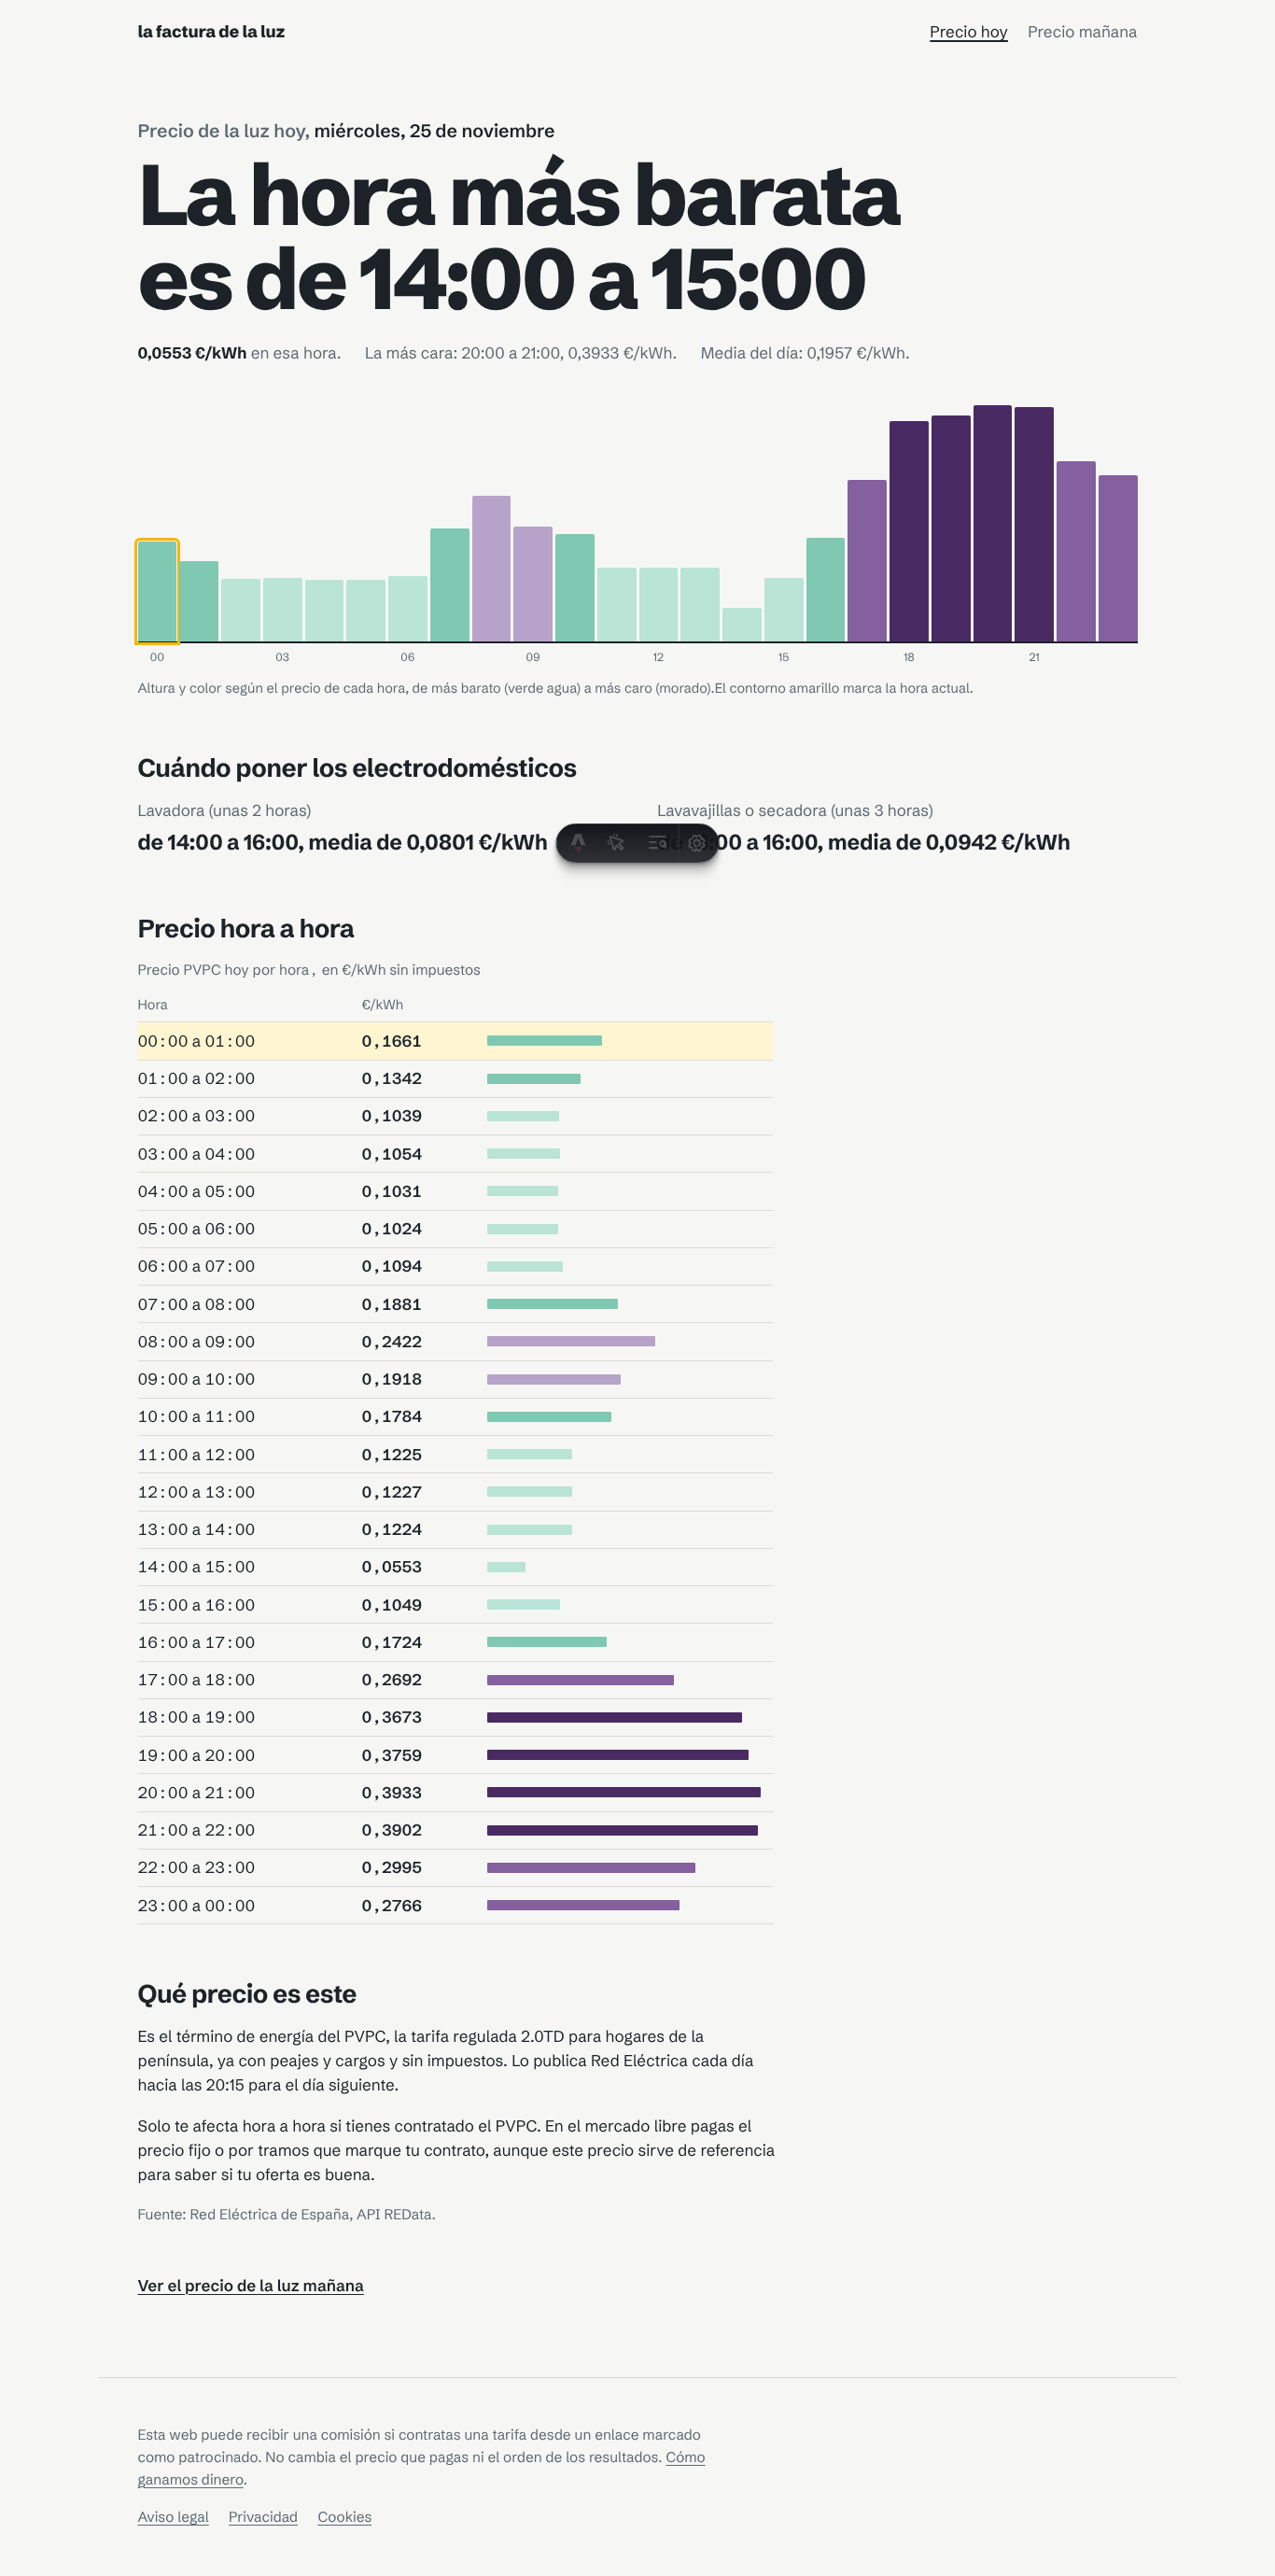 la factura de la luz
Precio hoy Precio mañana
Precio de la luz hoy, miércoles, 25 de noviembre
La hora más barata
es de 14:00 a 15:00
0,0553 €/kWh en esa hora. La más cara: 20:00 a 21:00, 0,3933 €/kWh. Media del día: 0,1957 €/kWh.
00 03 06 09 12 15 18 21
Altura y color según el precio de cada hora, de más barato (verde agua) a más caro (morado).El contorno amarillo marca la hora actual.
Cuándo poner los electrodomésticos
Lavadora (unas 2 horas)
de 14:00 a 16:00, media de 0,0801 €/kWh
Lavavajillas o secadora (unas 3 horas)
:00 a 16:00, media de 0,0942 €/kWh
Precio hora a hora
Precio PVPC hoy por hora, en €/kWh sin impuestos
Hora €/kWh
00:00 a 01:00 0,1661
01:00 a 02:00 0,1342
02:00 a 03:00 0,1039
03:00 a 04:00 0,1054
04:00 a 05:00 0,1031
05:00 a 06:00 0,1024
06:00 a 07:00 0,1094
07:00 a 08:00 0,1881
08:00 a 09:00 0,2422
09:00 a 10:00 0,1918
10:00 a 11:00 0,1784
11:00 a 12:00 0,1225
12:00 a 13:00 0,1227
13:00 a 14:00 0,1224
14:00 a 15:00 0,0553
15:00 a 16:00 0,1049
16:00 a 17:00 0,1724
17:00 a 18:00 0,2692
18:00 a 19:00 0,3673
19:00 a 20:00 0,3759
20:00 a 21:00 0,3933
21:00 a 22:00 0,3902
22:00 a 23:00 0,2995
23:00 a 00:00 0,2766
Qué precio es este
Es el término de energía del PVPC, la tarifa regulada 2.0TD para hogares de la
península, ya con peajes y cargos y sin impuestos. Lo publica Red Eléctrica cada día
hacia las 20:15 para el día siguiente.
Solo te afecta hora a hora si tienes contratado el PVPC. En el mercado libre pagas el
precio fijo o por tramos que marque tu contrato, aunque este precio sirve de referencia
para saber si tu oferta es buena.
Fuente: Red Eléctrica de España, API REData.
Ver el precio de la luz mañana
Esta web puede recibir una comisión si contratas una tarifa desde un enlace marcado
como patrocinado. No cambia el precio que pagas ni el orden de los resultados. Cómo
ganamos dinero.
Aviso legal Privacidad Cookies